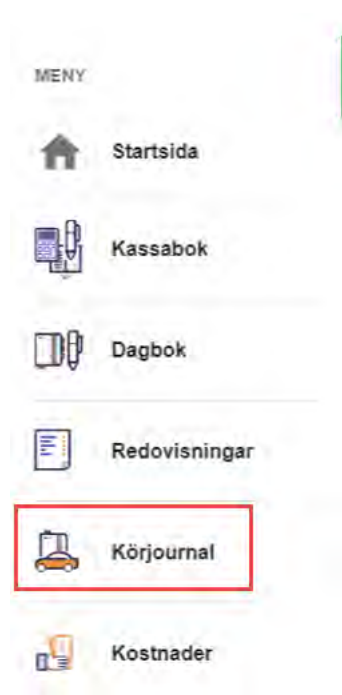 MENY
Startsida
Kassabok
Dagbok
Redovisningar
Körjournal
Kostnader